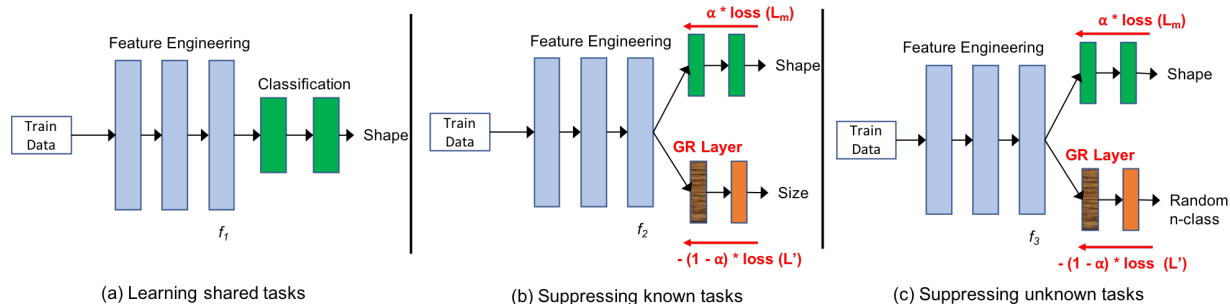 Feature Engineering
Classification
Train
Data
Shape
f1
(a) Learning shared tasks
α * loss (Lm)
Feature Engineering
Shape
Train
Data
GR Layer
Size
f2
- (1 - α) * loss (L’)
(b) Suppressing known tasks
α * loss (Lm)
Feature Engineering
Shape
Train
Data
GR Layer
Random
n-class
f3
- (1 - α) * loss (L’)
(c) Suppressing unknown tasks